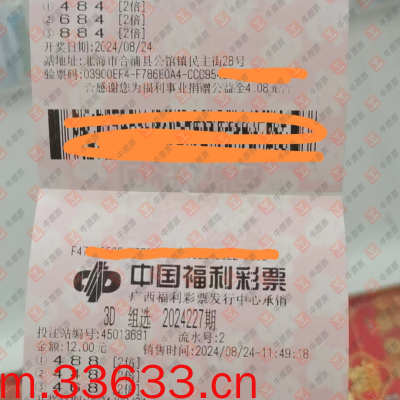 ① 4 8 4 [2倍]
② 6 8 4 [2倍]
③ 8 8 4 [2倍]
开奖日期:2024/08/24
站地址:北海市合浦县公馆镇民主街28号
验票码:039C0EF4-F786E0A4-CCC954
☆感谢您为福利事业捐赠公益金4.08元☆
中国福利彩票
广西福利彩票发行中心承销
3D 组选 2024227期
投注站编号:45013631 流水号:2
金额:12.00元 销售时间:2024/08/24-11:49:18
① 4 8 8 [2倍]
m.33633.cn